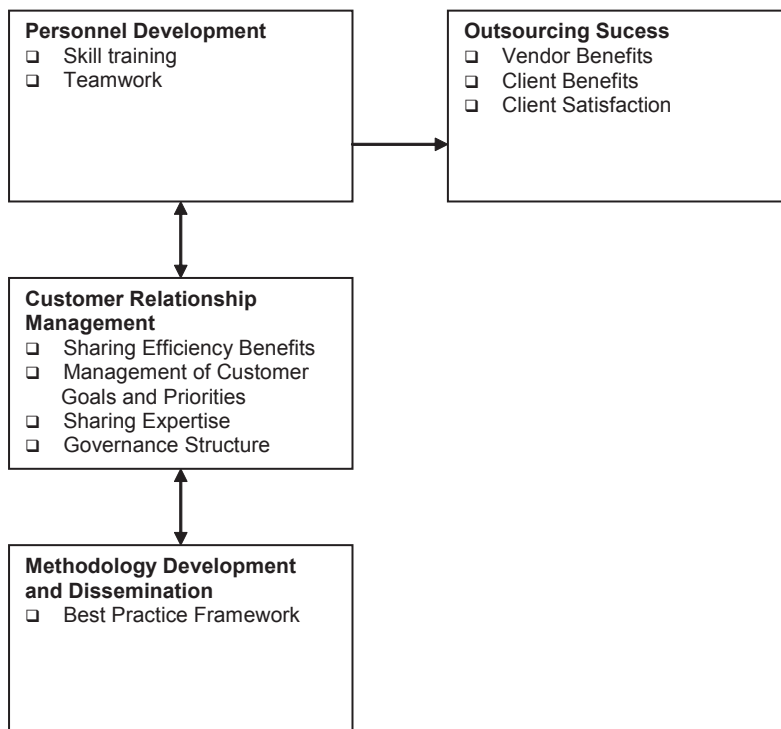 Personnel Development
❑ Skill training
❑ Teamwork
Outsourcing Sucess
❑ Vendor Benefits
❑ Client Benefits
❑ Client Satisfaction
Customer Relationship
Management
❑ Sharing Efficiency Benefits
❑ Management of Customer
Goals and Priorities
❑ Sharing Expertise
❑ Governance Structure
Methodology Development
and Dissemination
❑ Best Practice Framework